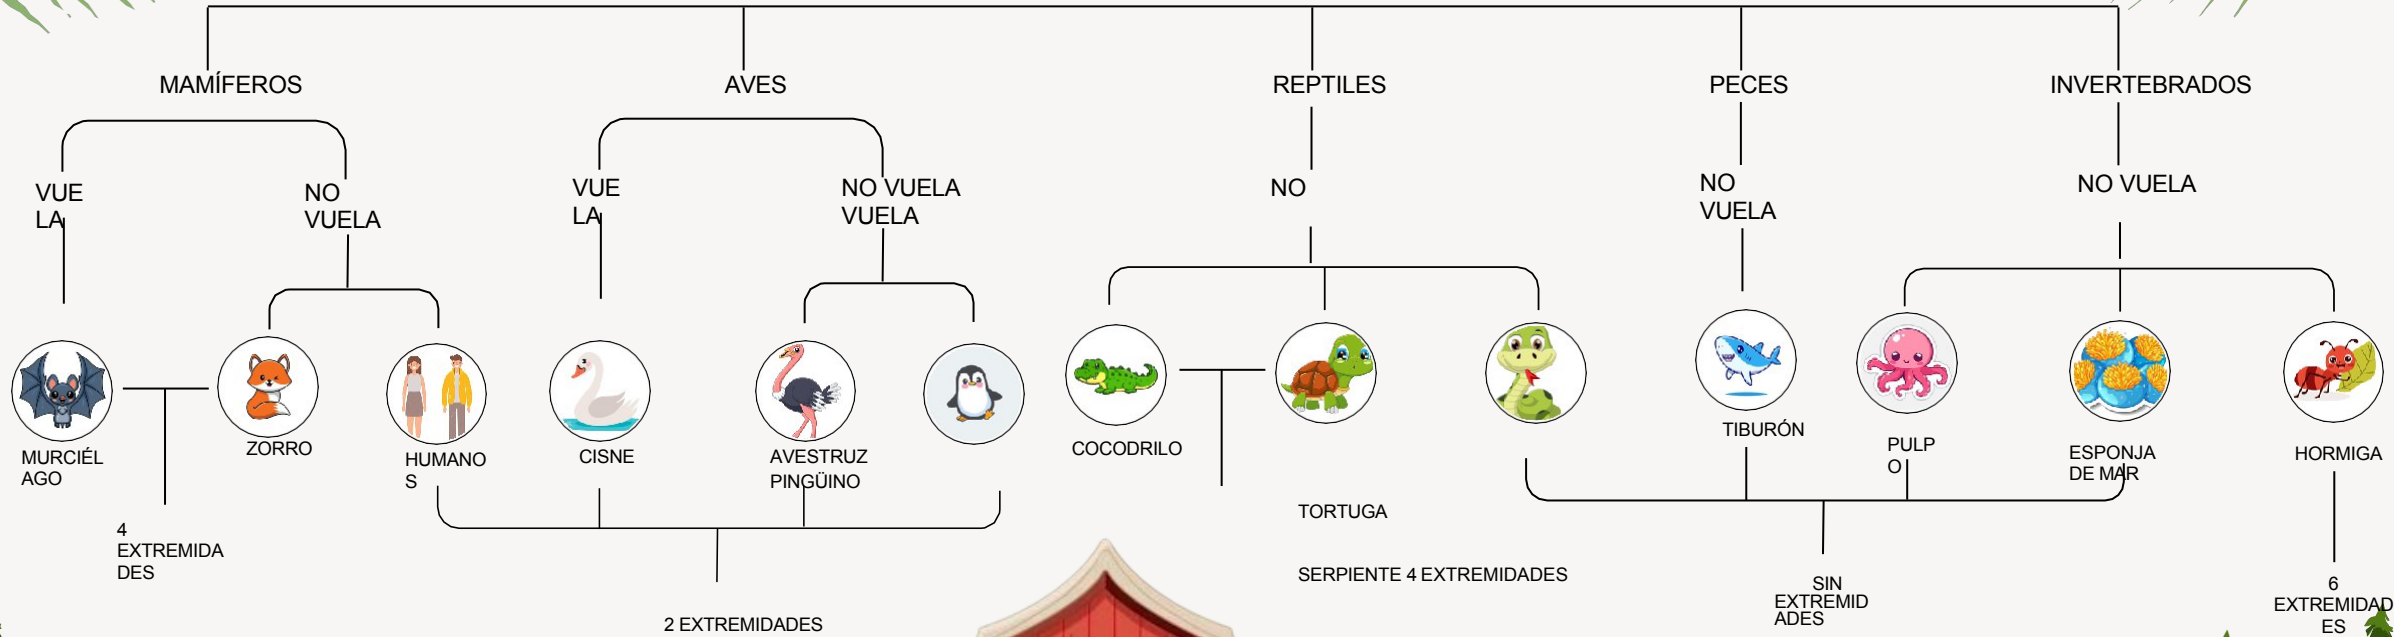 MAMÍFEROS
AVES
REPTILES
PECES
INVERTEBRADOS
VUE
LA
NO
VUELA
VUE
LA
NO VUELA
VUELA
NO
NO
VUELA
NO VUELA
MURCIÉL
AGO
ZORRO
HUMANO
S
CISNE
AVESTRUZ
PINGÜINO
COCODRILO
TORTUGA
SERPIENTE 4 EXTREMIDADES
TIBURÓN
PULP
O
ESPONJA
DE MAR
HORMIGA
4
EXTREMIDA
DES
2 EXTREMIDADES
SIN
EXTREMID
ADES
6
EXTREMIDAD
ES